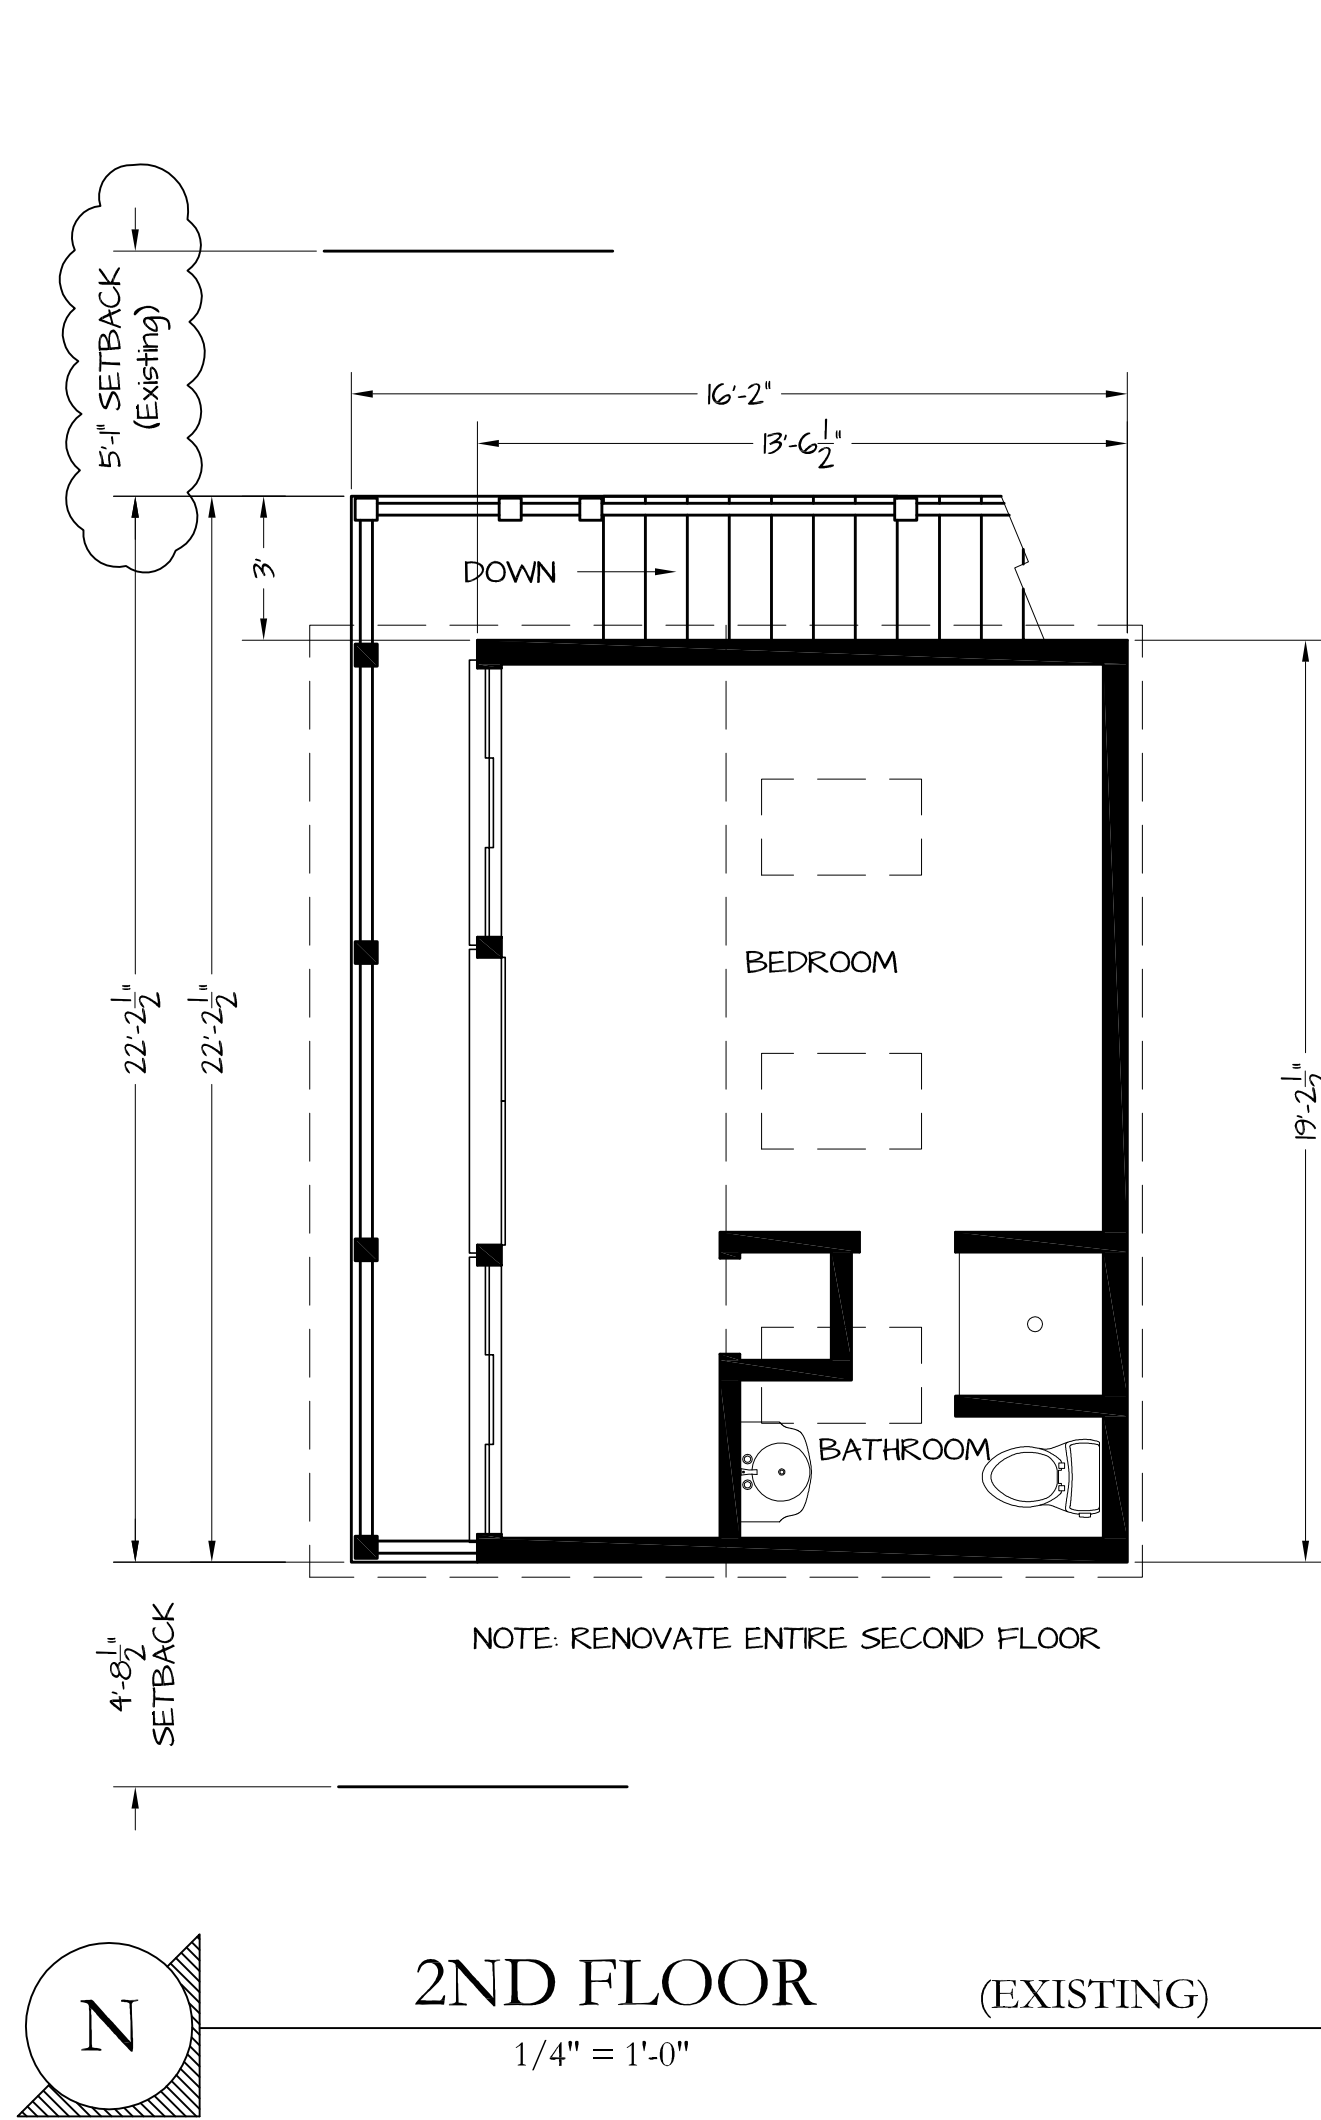 5'-1" SETBACK
(Existing)
16'-2"
13'-6 1/2"
3'
DOWN
22'-2 1/2"
22'-2 1/2"
BEDROOM
19'-2 1/2"
BATHROOM
4'-8 1/2"
SETBACK
NOTE: RENOVATE ENTIRE SECOND FLOOR
N
2ND FLOOR (EXISTING)
1/4" = 1'-0"